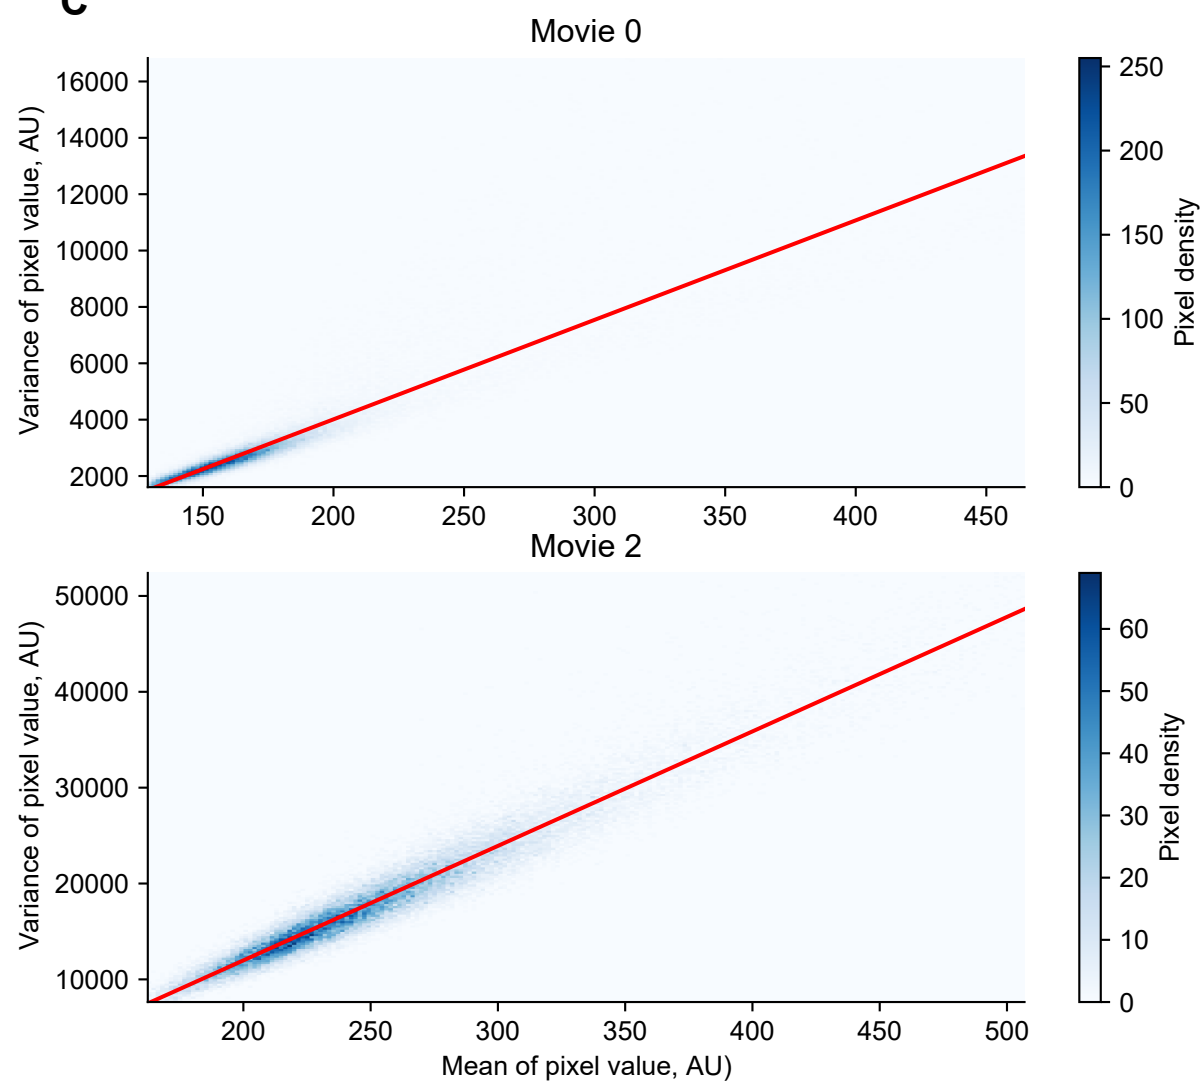 C
Movie 0
Variance of pixel value, AU)
16000
14000
12000
10000
8000
6000
4000
2000
150 200 250 300 350 400 450
250
200
150
100
50
0
Pixel density
Movie 2
Variance of pixel value, AU)
50000
40000
30000
20000
10000
200 250 300 350 400 450 500
Mean of pixel value, AU)
60
50
40
30
20
10
0
Pixel density